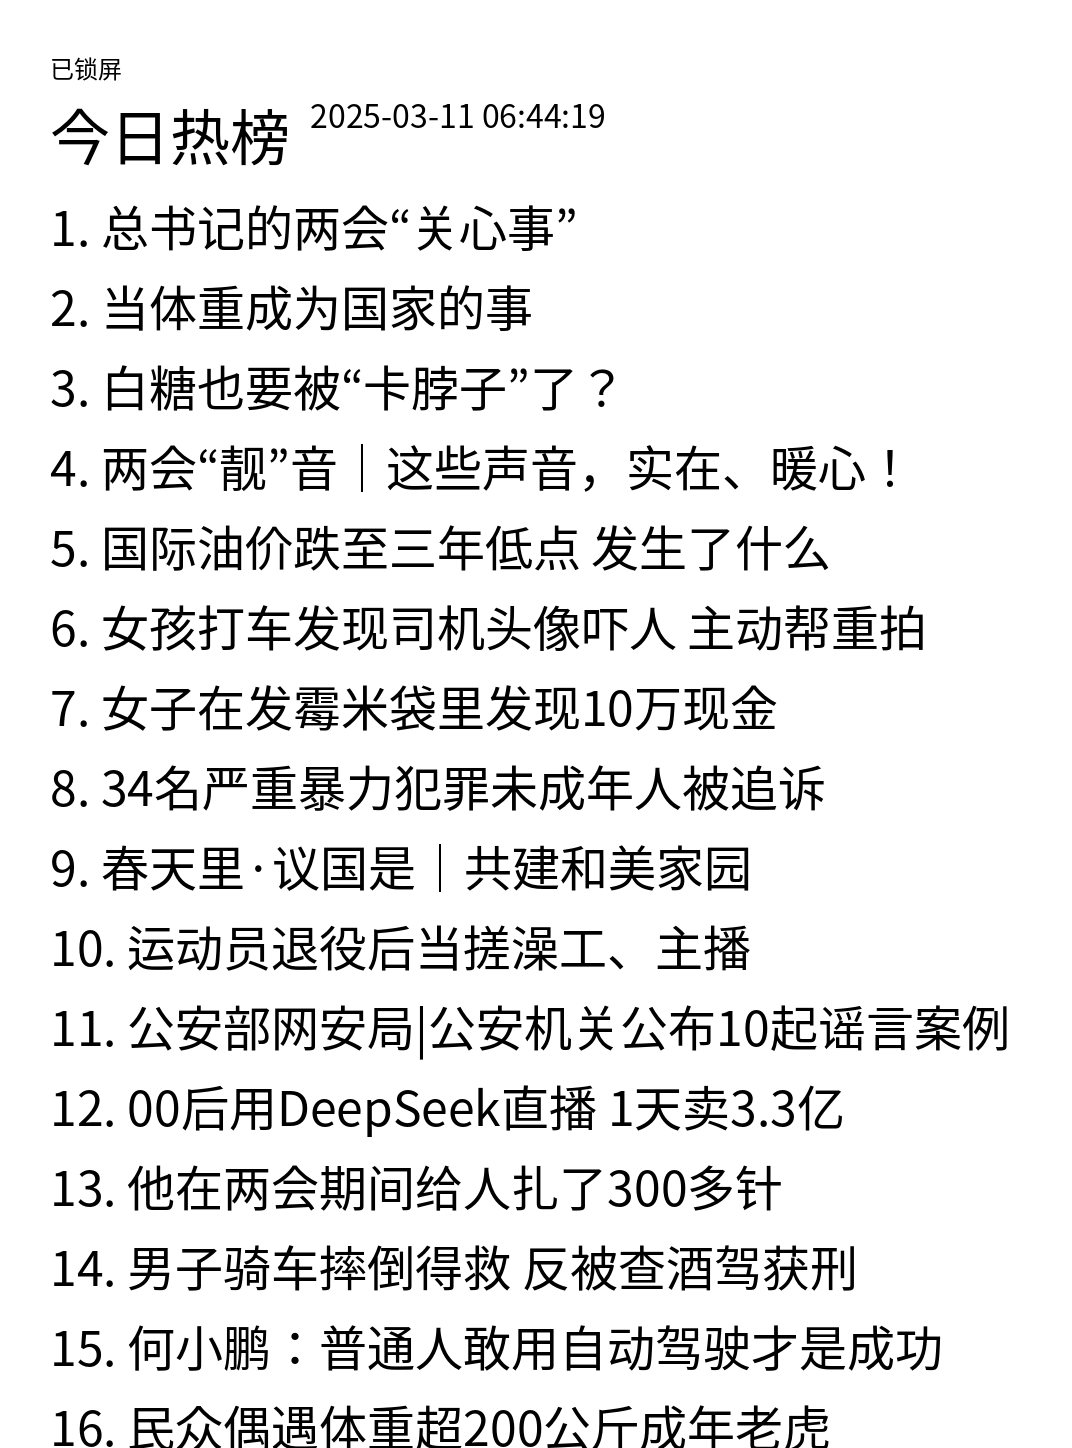 已锁屏
今日热榜 2025-03-11 06:44:19
1. 总书记的两会“关心事”
2. 当体重成为国家的事
3. 白糖也要被“卡脖子”了？
4. 两会“靓”音｜这些声音，实在、暖心！
5. 国际油价跌至三年低点 发生了什么
6. 女孩打车发现司机头像吓人 主动帮重拍
7. 女子在发霉米袋里发现10万现金
8. 34名严重暴力犯罪未成年人被追诉
9. 春天里·议国是｜共建和美家园
10. 运动员退役后当搓澡工、主播
11. 公安部网安局|公安机关公布10起谣言案例
12. 00后用DeepSeek直播 1天卖3.3亿
13. 他在两会期间给人扎了300多针
14. 男子骑车摔倒得救 反被查酒驾获刑
15. 何小鹏：普通人敢用自动驾驶才是成功
16. 民众偶遇体重超200公斤成年老虎